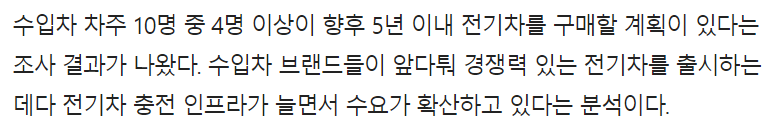 수입차 차주 10명 중 4명 이상이 향후 5년 이내 전기차를 구매할 계획이 있다는
조사 결과가 나왔다. 수입차 브랜드들이 앞다퉈 경쟁력 있는 전기차를 출시하는
데다 전기차 충전 인프라가 늘면서 수요가 확산하고 있다는 분석이다.